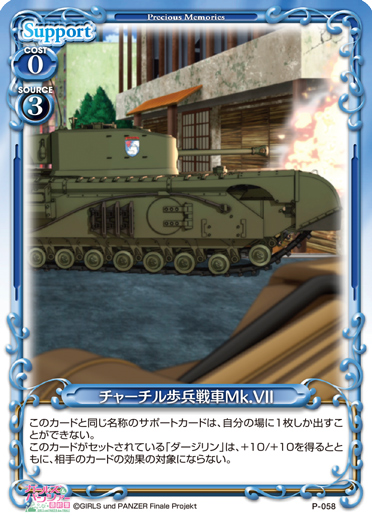 Precious Memories
Support
COST
0
SOURCE
3
チャーチル歩兵戦車Mk.VII
このカードと同じ名称のサポートカードは、自分の場に1枚しか出すこ
とができない。
このカードがセットされている「ダージリン」は、+10/+10を得るとと
もに、相手のカードの効果の対象にならない。
©GIRLS und PANZER Finale Projekt
P-058